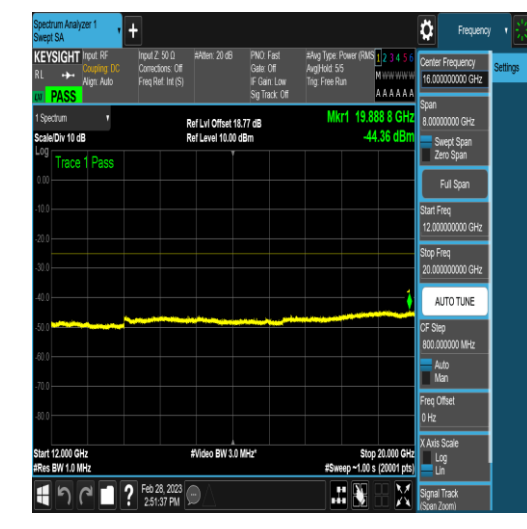 Spectrum Analyzer 1
Swept SA
+
Frequency
KEYSIGHT
RL
PASS
Input: RF
Coupling: DC
Align: Auto
Input Z: 50 Ω
Corrections: Off
Freq Ref: Int (S)
#Atten: 20 dB
PNO: Fast
Gate: Off
IF Gain: Low
Sig Track: Off
#Avg Type: Power (RMS
Avg|Hold: 5/5
Trig: Free Run
1 2 3 4 5 6
M W W W W W
A A A A A A
Center Frequency
16.000000000 GHz
Settings
Span
8.00000000 GHz
Swept Span
Zero Span
Full Span
Start Freq
12.000000000 GHz
Stop Freq
20.000000000 GHz
AUTO TUNE
CF Step
800.000000 MHz
Auto
Man
Freq Offset
0 Hz
X Axis Scale
Log
Lin
Signal Track
(Span Zoom)
1 Spectrum
Scale/Div 10 dB
Ref Lvl Offset 18.77 dB
Ref Level 10.00 dBm
Mkr1 19.888 8 GHz
-44.36 dBm
Log
Trace 1 Pass
0.00
-10.0
-20.0
-30.0
-40.0
-50.0
-60.0
-70.0
-80.0
1
Start 12.000 GHz
#Res BW 1.0 MHz
#Video BW 3.0 MHz*
Stop 20.000 GHz
#Sweep ~1.00 s (20001 pts)
?
Feb 28, 2023
2:51:37 PM